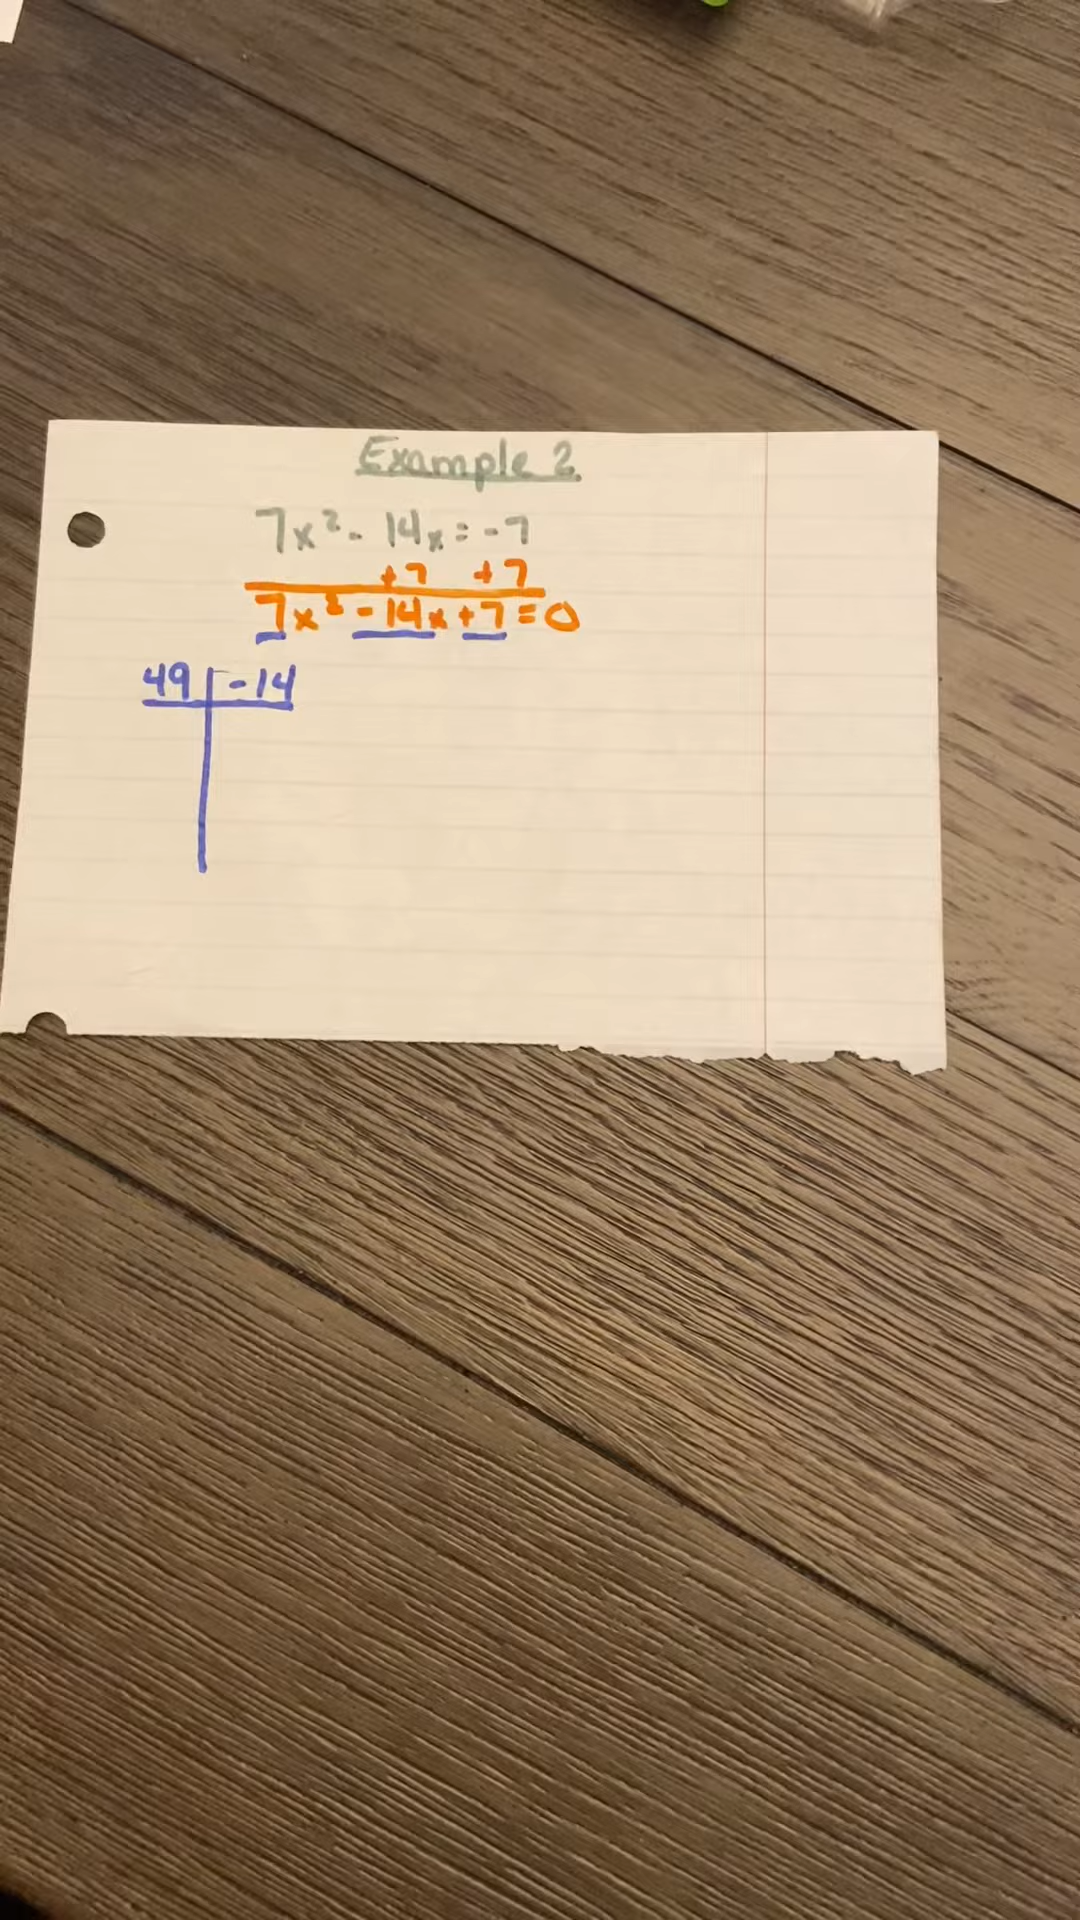 Example 2
7x² - 14x = -7
+7 +7
7x² - 14x + 7 = 0
49 | -14